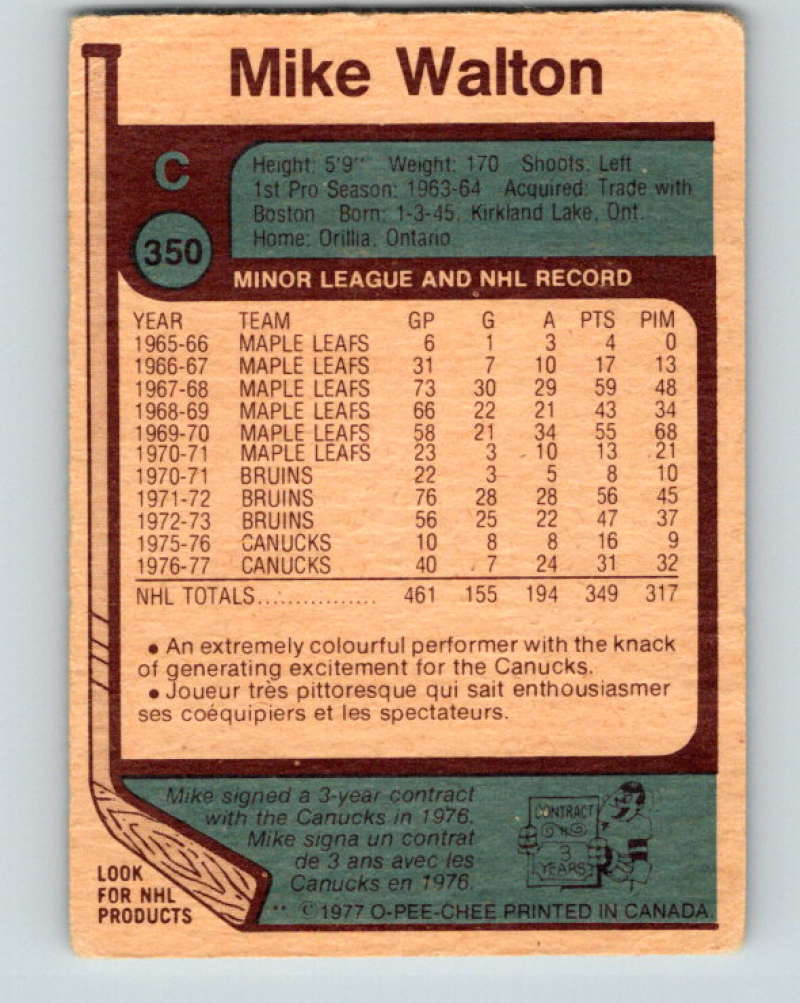 Mike Walton
C
350
Height: 5'9" Weight: 170 Shoots: Left
1st Pro Season: 1963-64 Acquired: Trade with
Boston Born: 1-3-45, Kirkland Lake, Ont.
Home: Orillia, Ontario
MINOR LEAGUE AND NHL RECORD
YEAR TEAM GP G A PTS PIM
1965-66 MAPLE LEAFS 6 1 3 4 0
1966-67 MAPLE LEAFS 31 7 10 17 13
1967-68 MAPLE LEAFS 73 30 29 59 48
1968-69 MAPLE LEAFS 66 22 21 43 34
1969-70 MAPLE LEAFS 58 21 34 55 68
1970-71 MAPLE LEAFS 23 3 10 13 21
1970-71 BRUINS 22 3 5 8 10
1971-72 BRUINS 76 28 28 56 45
1972-73 BRUINS 56 25 22 47 37
1975-76 CANUCKS 10 8 8 16 9
1976-77 CANUCKS 40 7 24 31 32
NHL TOTALS................ 461 155 194 349 317
• An extremely colourful performer with the knack
of generating excitement for the Canucks.
• Joueur très pittoresque qui sait enthousiasmer
ses coéquipiers et les spectateurs.
Mike signed a 3-year contract
with the Canucks in 1976.
Mike signa un contrat
de 3 ans avec les
Canucks en 1976.
CONTRACT
3
YEARS
LOOK
FOR NHL
PRODUCTS
** ©1977 O-PEE-CHEE PRINTED IN CANADA